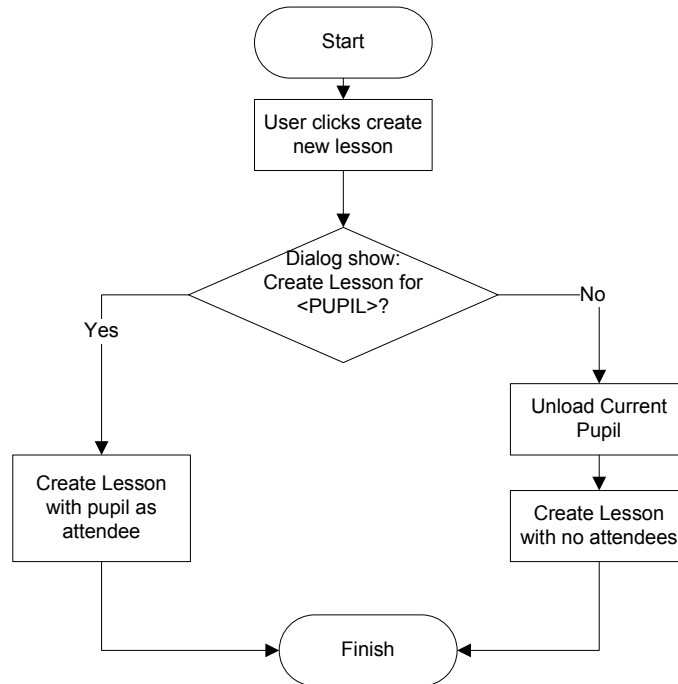 Start
User clicks create
new lesson
Dialog show:
Create Lesson for
<PUPIL>?
Yes
No
Unload Current
Pupil
Create Lesson
with pupil as
attendee
Create Lesson
with no attendees
Finish